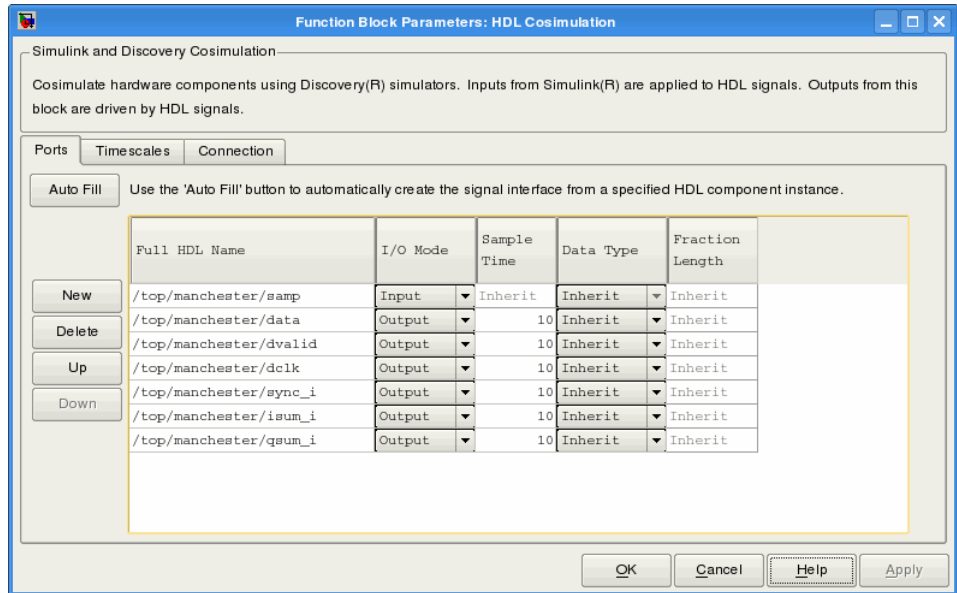 Function Block Parameters: HDL Cosimulation
Simulink and Discovery Cosimulation
Cosimulate hardware components using Discovery(R) simulators. Inputs from Simulink(R) are applied to HDL signals. Outputs from this
block are driven by HDL signals.
Ports Timescales Connection
Auto Fill Use the 'Auto Fill' button to automatically create the signal interface from a specified HDL component instance.
Full HDL Name I/O Mode Sample Time Data Type Fraction Length
New /top/manchester/samp Input Inherit Inherit Inherit
/top/manchester/data Output 10 Inherit Inherit
Delete /top/manchester/dvalid Output 10 Inherit Inherit
Up /top/manchester/dclk Output 10 Inherit Inherit
/top/manchester/sync_i Output 10 Inherit Inherit
Down /top/manchester/isum_i Output 10 Inherit Inherit
/top/manchester/qsum_i Output 10 Inherit Inherit
OK Cancel Help Apply